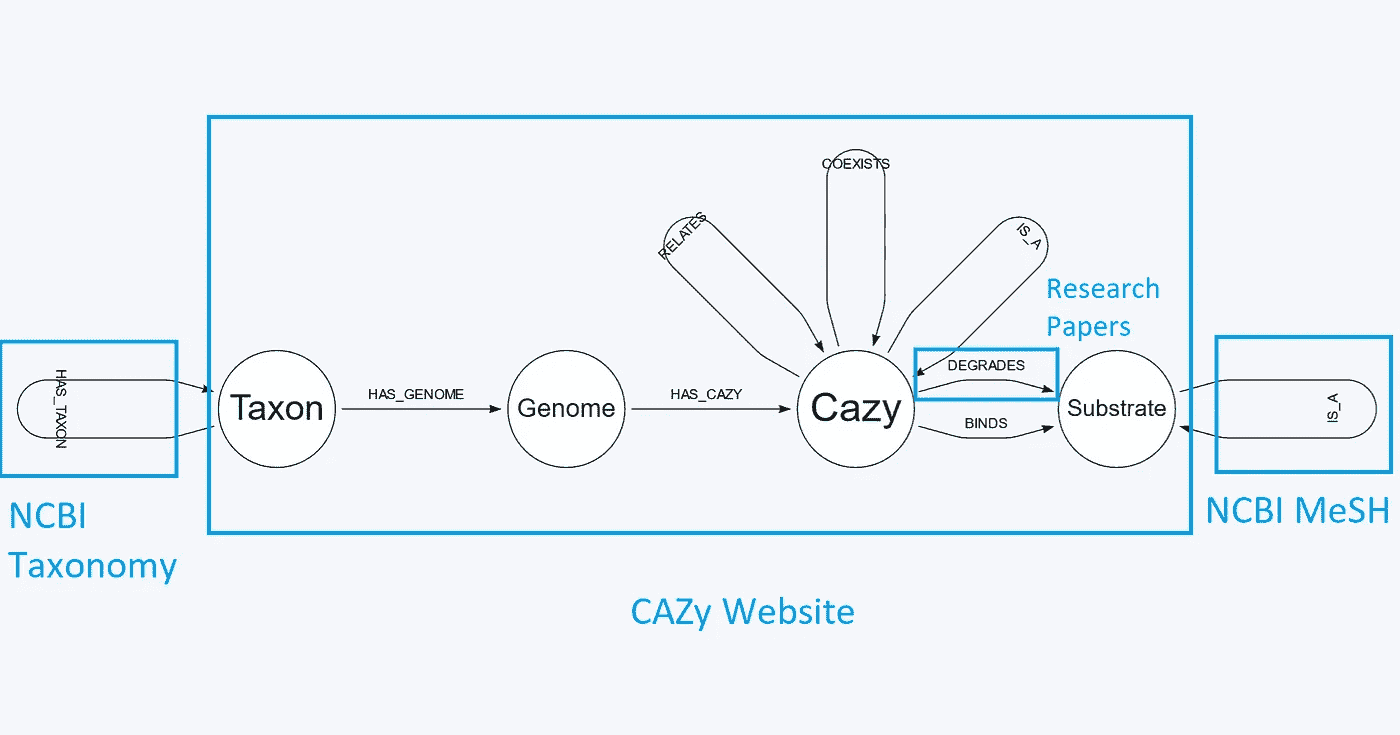 COEXISTS
RELATES
IS_A
Research
Papers
HAS_TAXON
Taxon
HAS_GENOME
Genome
HAS_CAZY
Cazy
DEGRADES
BINDS
Substrate
IS_A
NCBI
Taxonomy
NCBI MeSH
CAZy Website